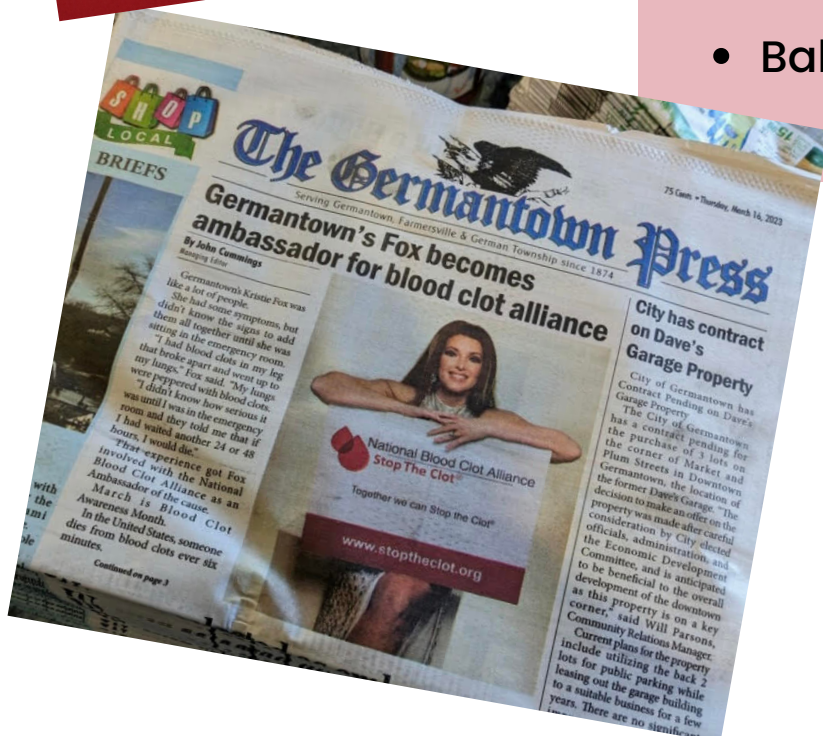 Bal
SHOP
LOCAL
BRIEFS
The Germantown Press
75 Cents • Thursday, March 16, 2023
Serving Germantown, Farmersville & German Township since 1874
Germantown's Fox becomes
ambassador for blood clot alliance
By John Cummings
Managing Editor
Germantown's Kristie Fox was
like a lot of people.
She had some symptoms, but
didn't know the signs to add
them all together until she was
sitting in the emergency room.
"I had blood clots in my leg
that broke apart and went up to
my lungs," Fox said. "My lungs
were peppered with blood clots.
"I didn't know how serious it
was until I was in the emergency
room and they told me that if
I had waited another 24 or 48
hours, I would die."
That experience got Fox
involved with the National
Blood Clot Alliance as an
Ambassador of the cause.
March is Blood Clot
Awareness Month.
In the United States, someone
dies from blood clots ever six
minutes.
Continued on page 3
with
the
National Blood Clot Alliance
Stop The Clot®
Together we can Stop the Clot®
www.stoptheclot.org
City has contract
on Dave's
Garage Property
City of Germantown has
Contract Pending on Dave's
Garage Property
The City of Germantown
has a contract pending for
the purchase of 3 lots on
the corner of Market and
Plum Streets in Downtown
Germantown, the location of
the former Dave's Garage. "The
decision to make an offer on the
property was made after careful
consideration by City elected
officials, administration, and
the Economic Development
Committee, and is anticipated
to be beneficial to the overall
development of the downtown
as this property is on a key
corner," said Will Parsons,
Community Relations Manager.
Current plans for the property
include utilizing the back 2
lots for public parking while
leasing out the garage building
to a suitable business for a few
years. There are no significant